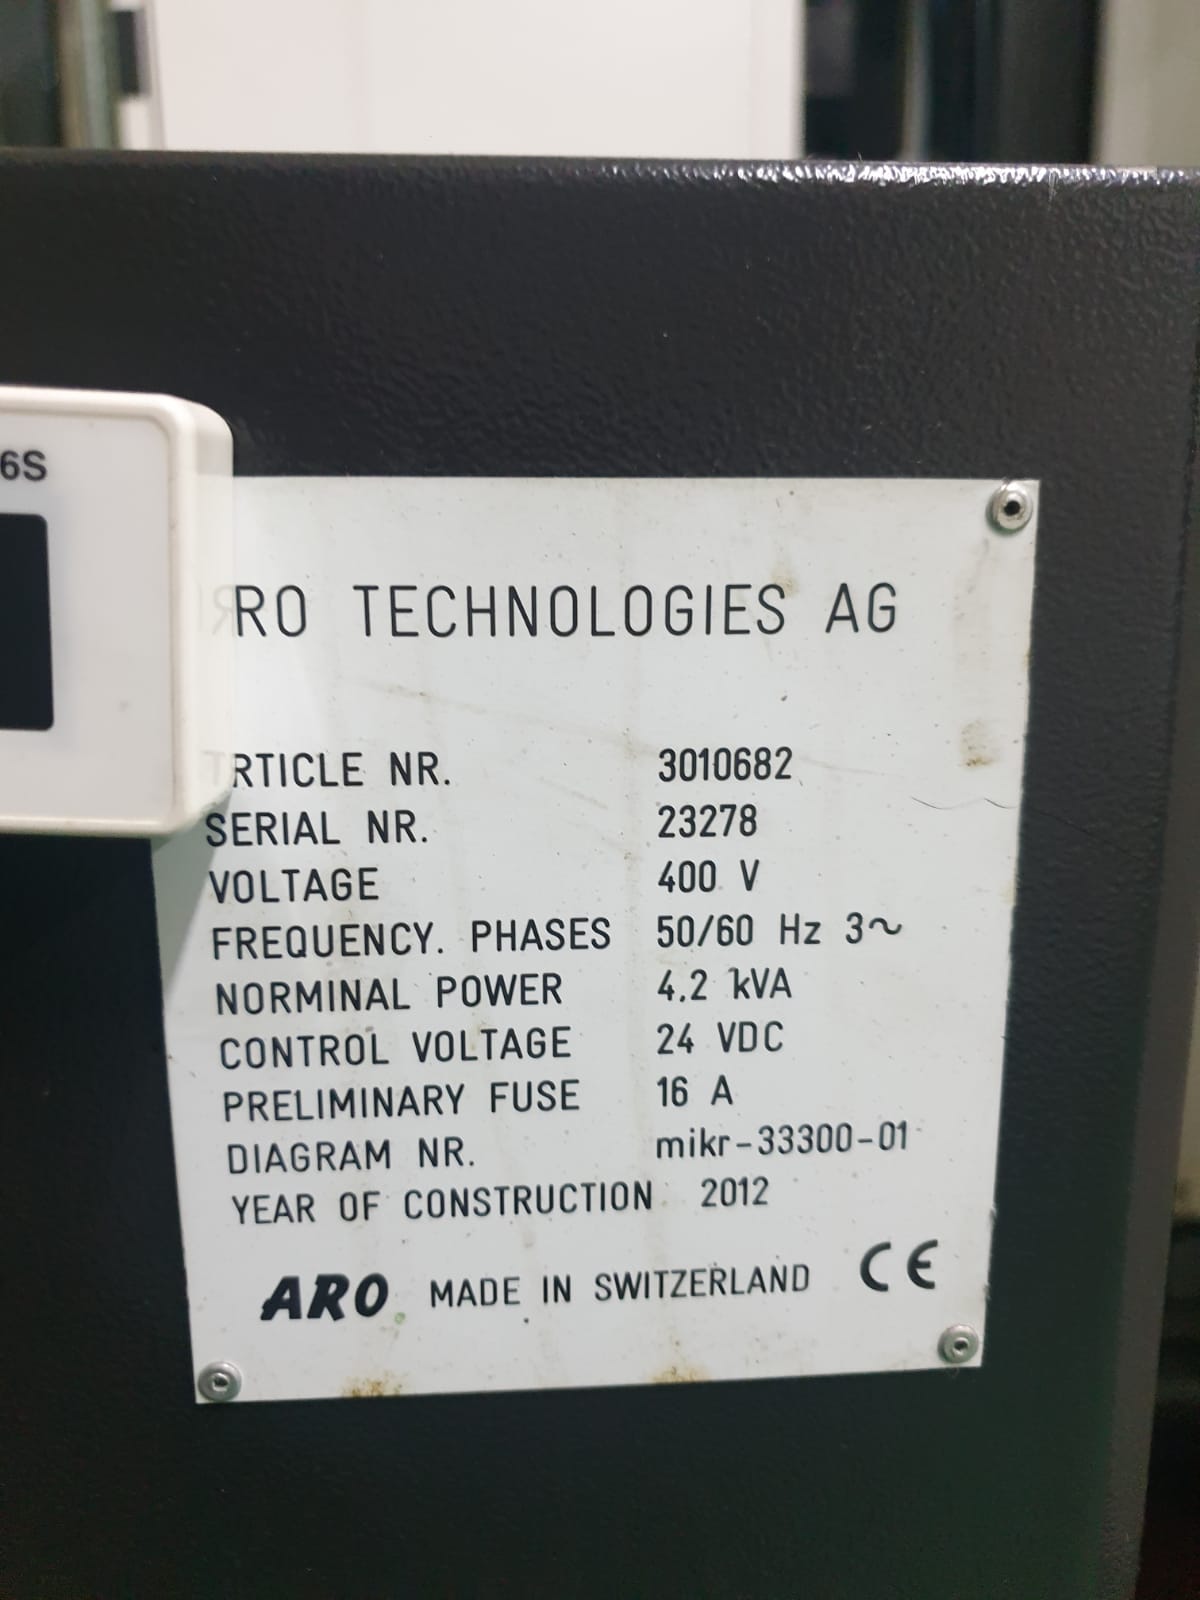 6S
RO TECHNOLOGIES AG
RTICLE NR. 3010682
SERIAL NR. 23278
VOLTAGE 400 V
FREQUENCY. PHASES 50/60 Hz 3~
NORMINAL POWER 4.2 kVA
CONTROL VOLTAGE 24 VDC
PRELIMINARY FUSE 16 A
DIAGRAM NR. mikr-33300-01
YEAR OF CONSTRUCTION 2012
ARO MADE IN SWITZERLAND CE